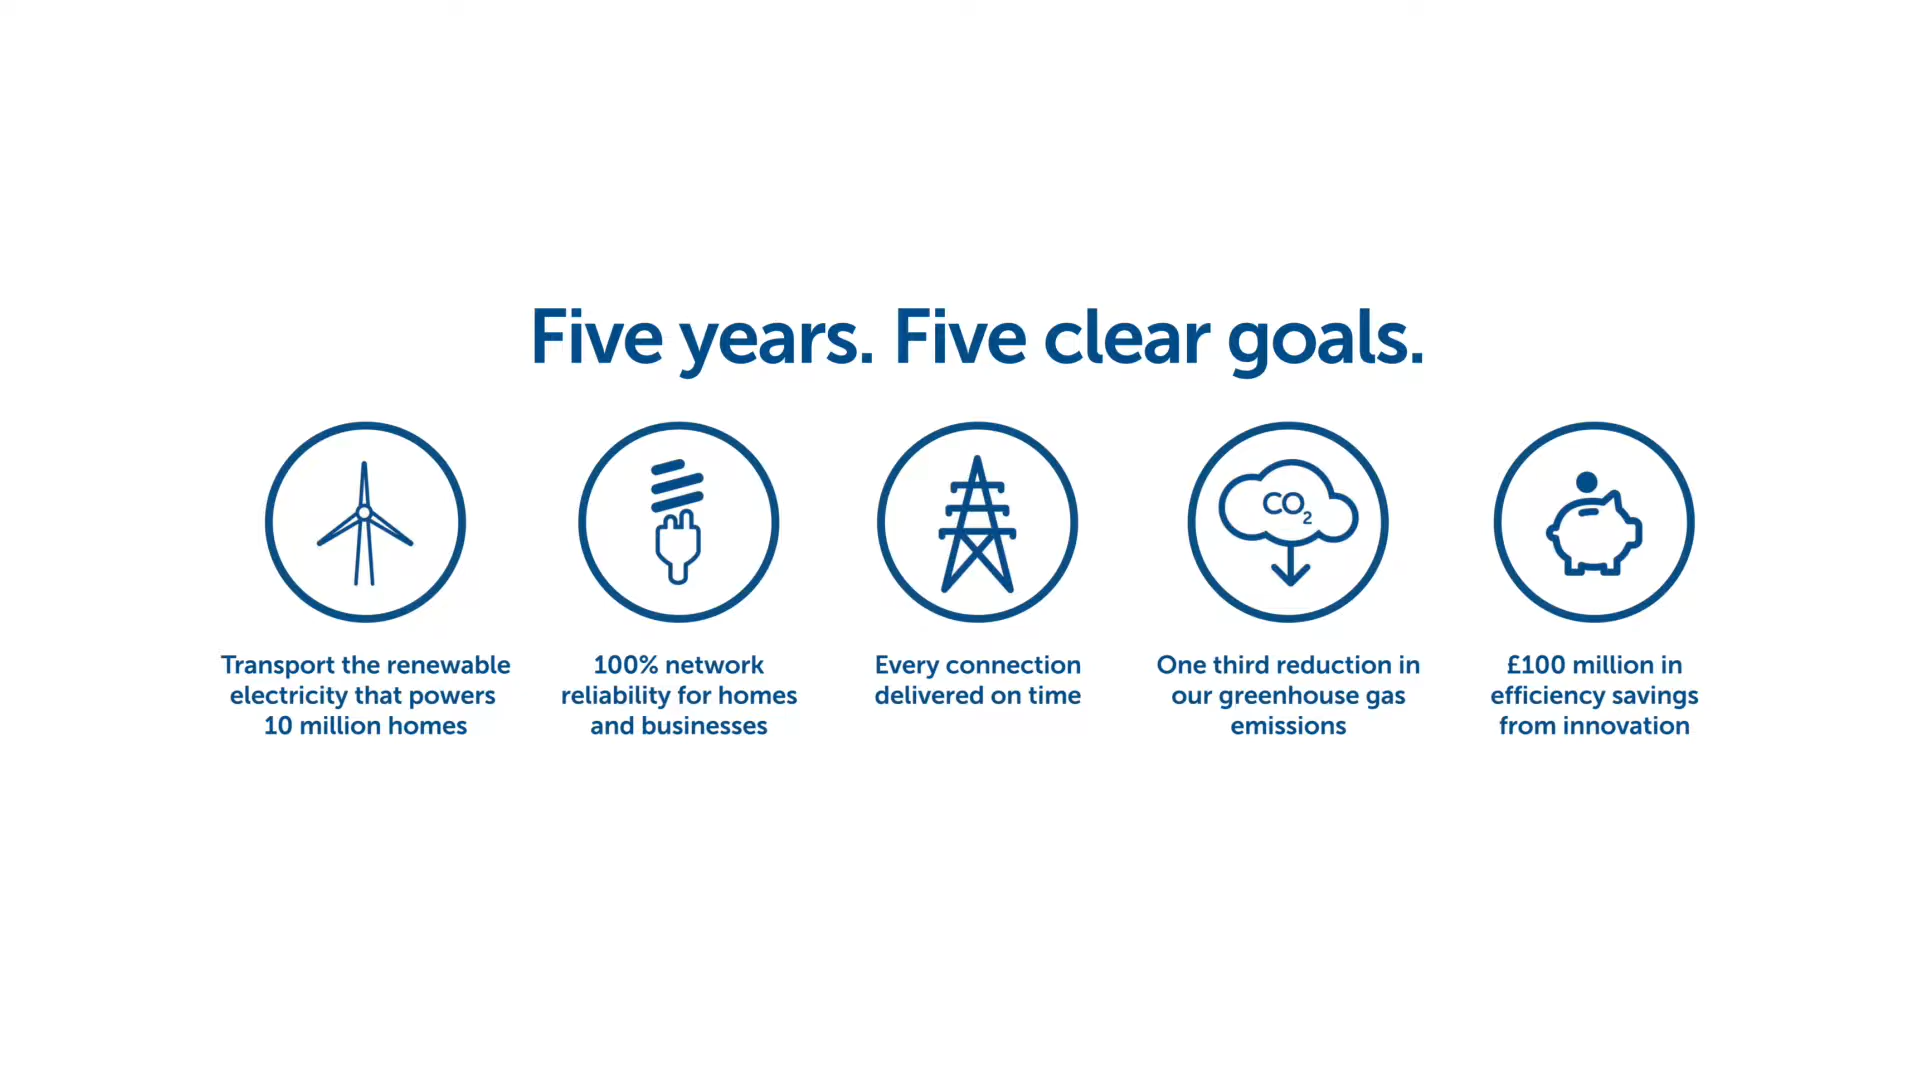 Five years. Five clear goals.
CO2
Transport the renewable
electricity that powers
10 million homes
100% network
reliability for homes
and businesses
Every connection
delivered on time
One third reduction in
our greenhouse gas
emissions
£100 million in
efficiency savings
from innovation